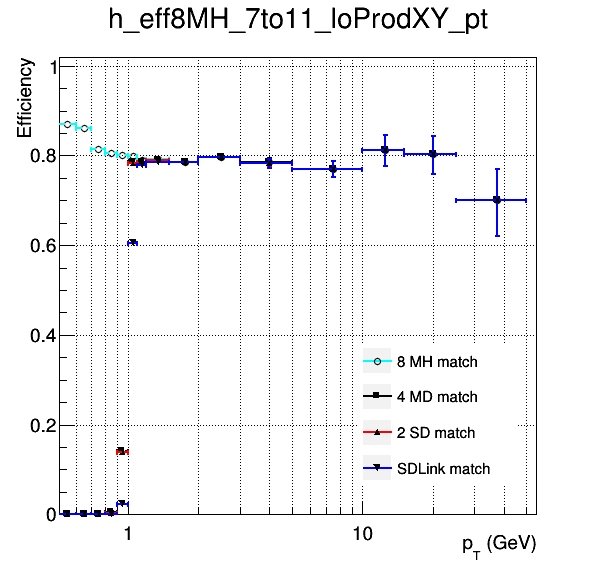 h_eff8MH_7to11_loProdXY_pt
Efficiency
1
0.8
0.6
0.4
0.2
0
8 MH match
4 MD match
2 SD match
SDLink match
1
10
p_T (GeV)